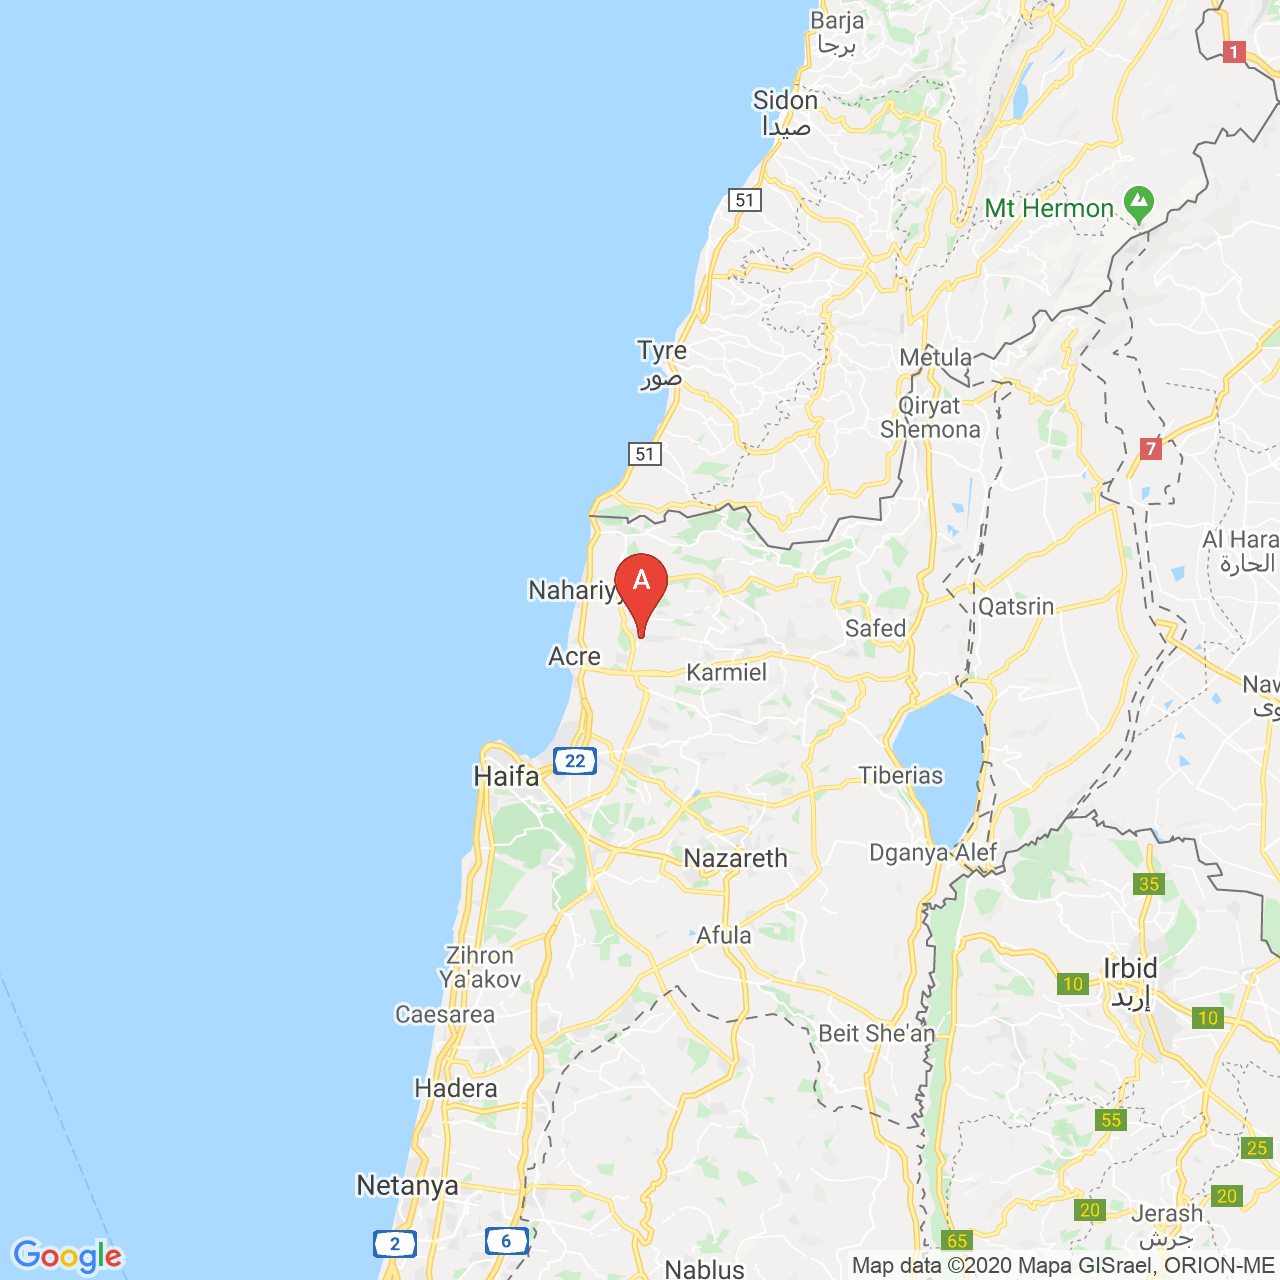 Barja
برجا
1
Sidon
صيدا
51
Mt Hermon
Tyre
صور
Metula
Qiryat
Shemona
51
7
Al Hara
الحارة
Nahariyy
A
Qatsrin
Safed
Acre
Karmiel
Naw
نوى
22
Haifa
Tiberias
Nazareth
Dganya Alef
35
Afula
Zihron
Ya'akov
Irbid
إربد
10
Caesarea
10
Beit She'an
Hadera
55
25
Netanya
20
20
Jerash
جرش
2
6
65
Nablus
Google
Map data ©2020 Mapa GISrael, ORION-ME